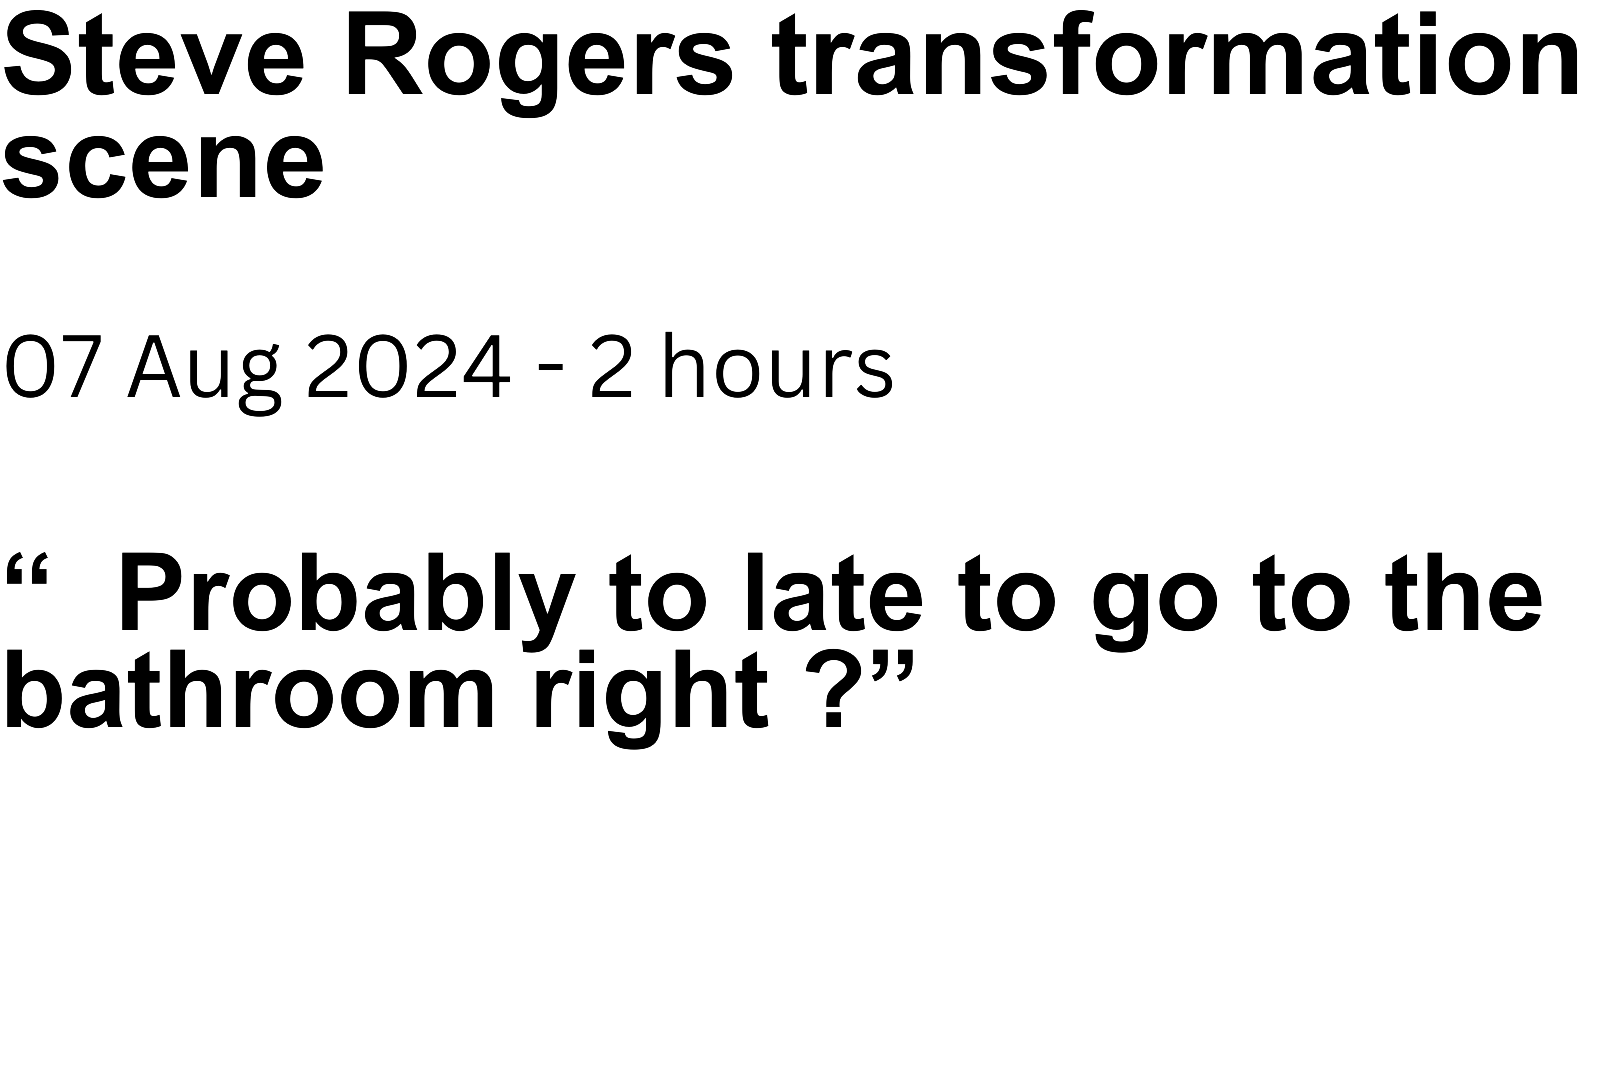 Steve Rogers transformation
scene
07 Aug 2024 - 2 hours
“  Probably to late to go to the
bathroom right ?”